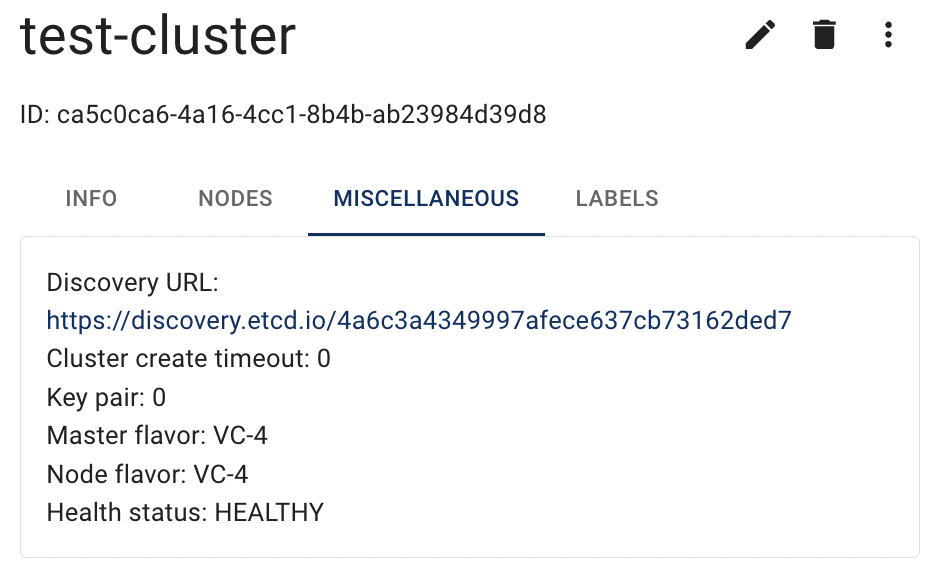 test-cluster
ID: ca5c0ca6-4a16-4cc1-8b4b-ab23984d39d8
INFO NODES MISCELLANEOUS LABELS
Discovery URL:
https://discovery.etcd.io/4a6c3a4349997afece637cb73162ded7
Cluster create timeout: 0
Key pair: 0
Master flavor: VC-4
Node flavor: VC-4
Health status: HEALTHY